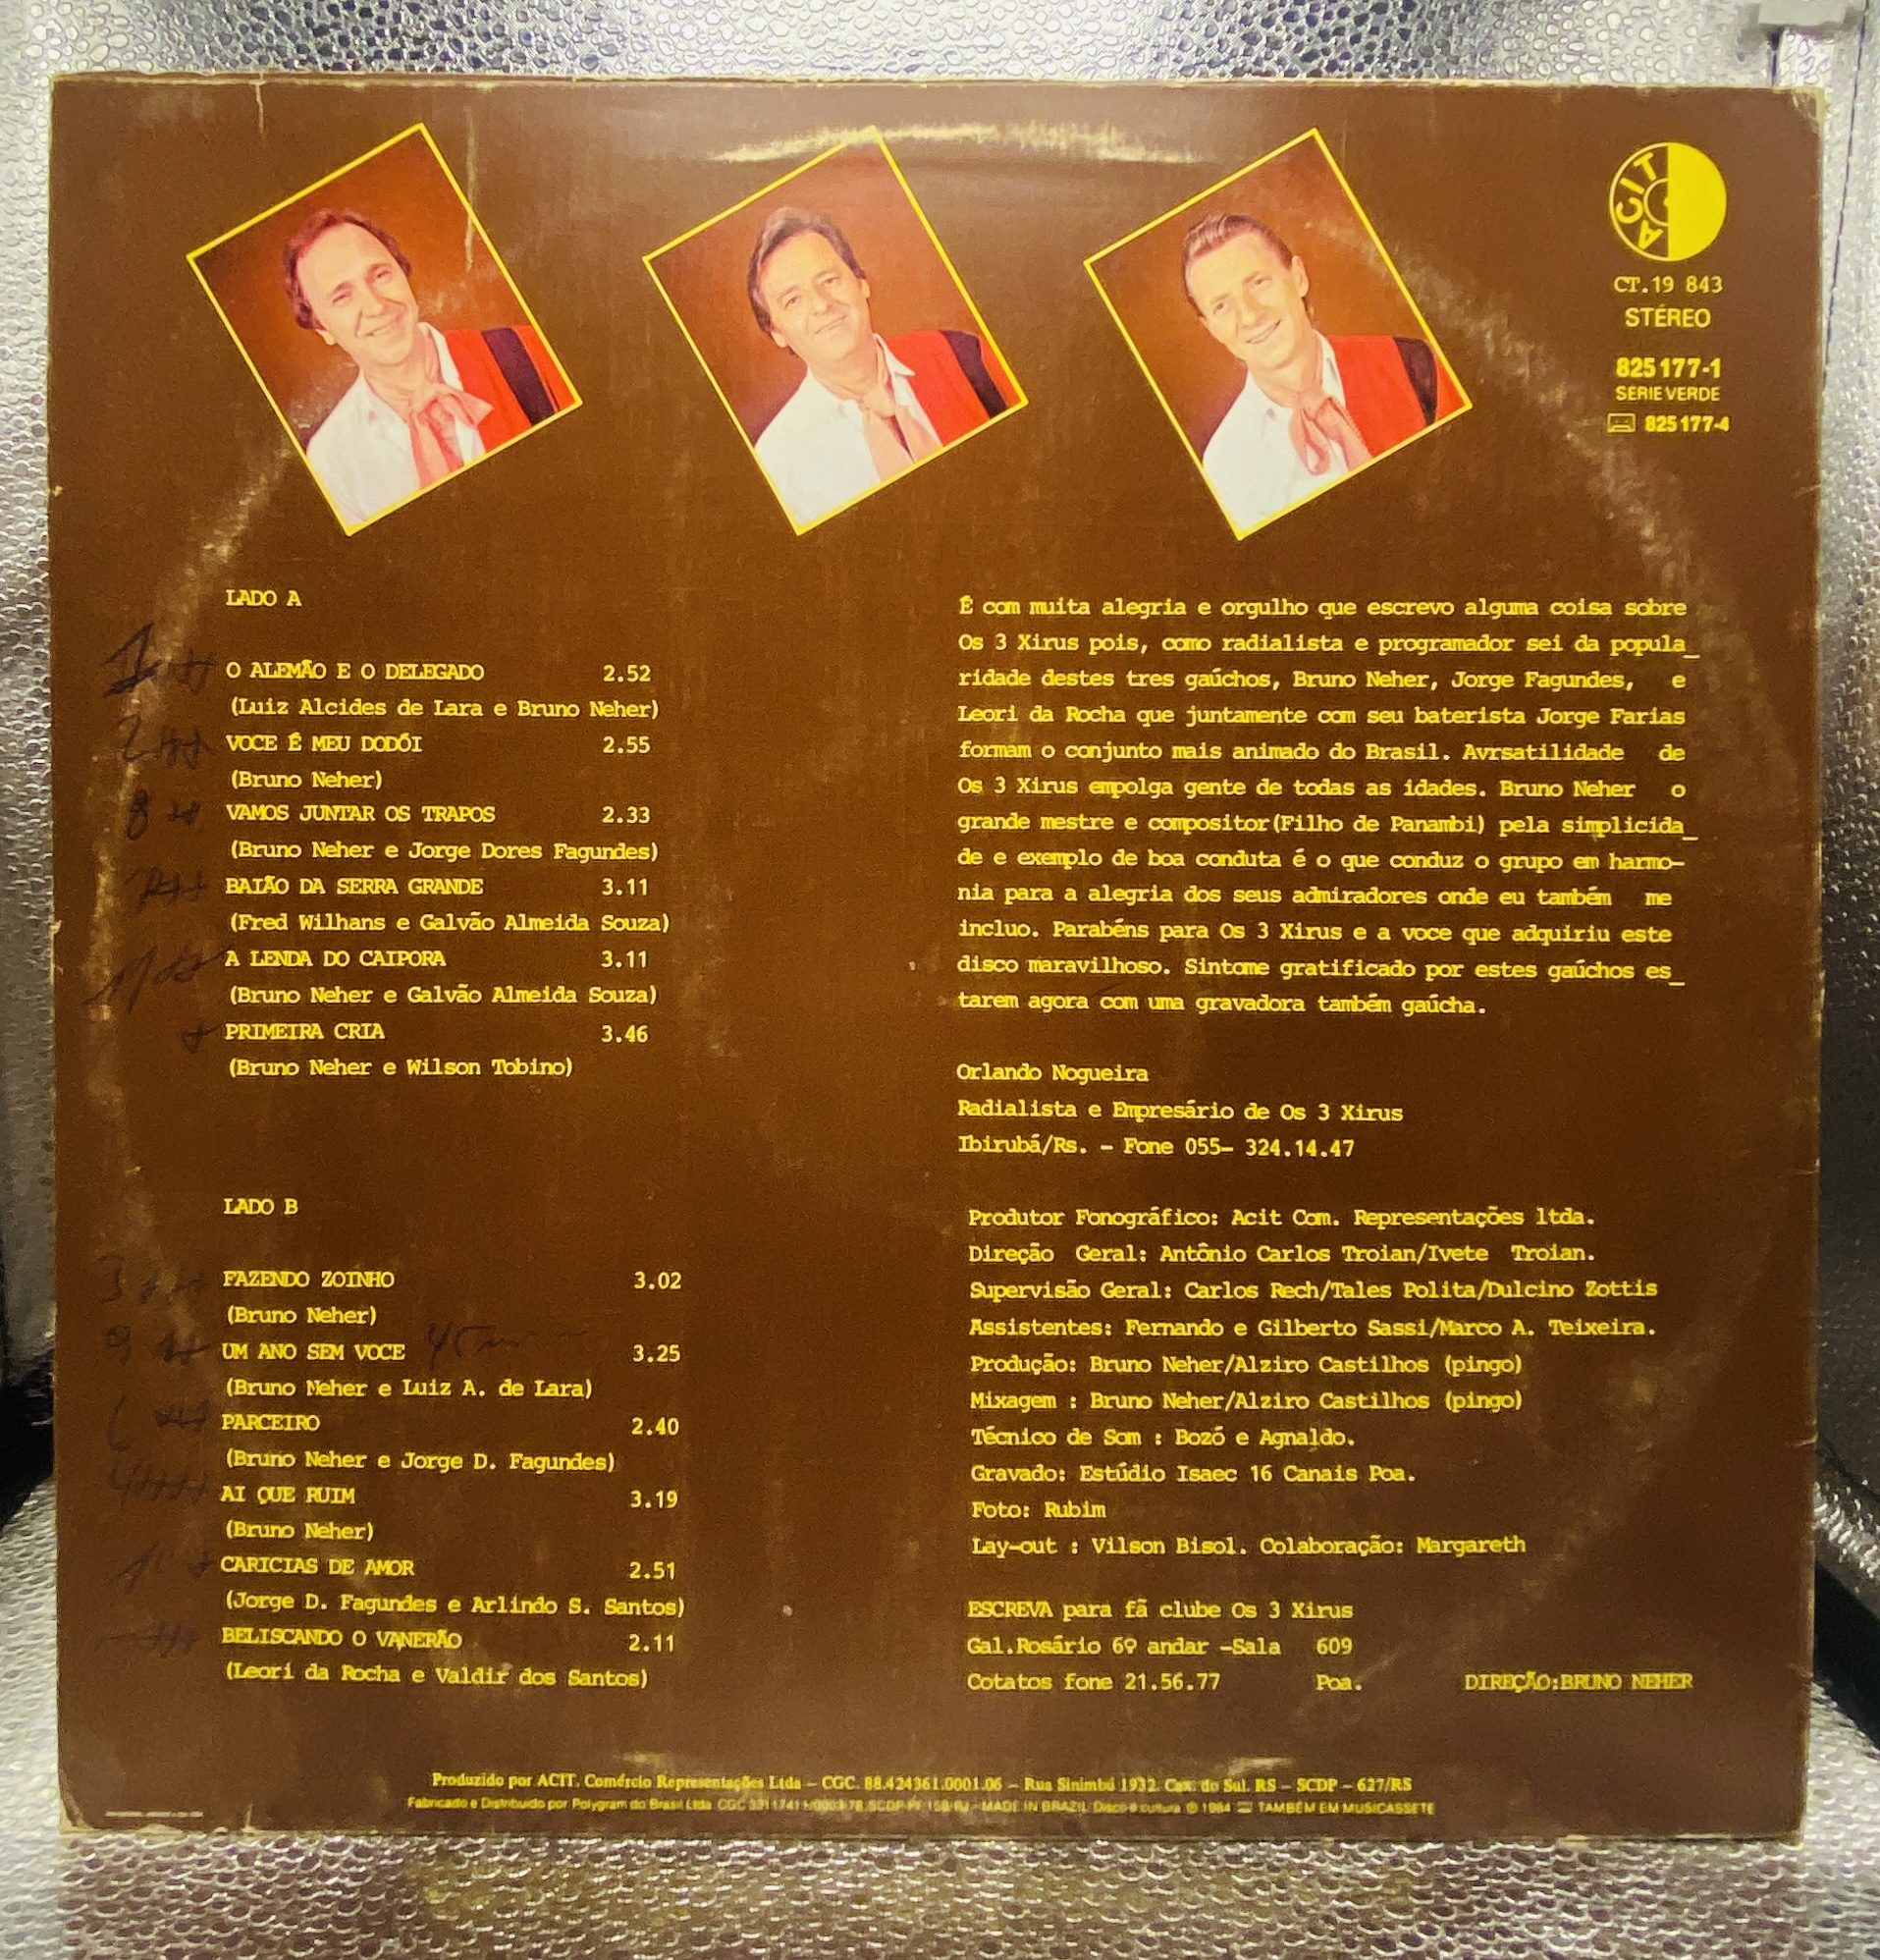 ACIT
CT.19 843
STÉREO
825 177-1
SERIE VERDE
825 177-4
LADO A
O ALEMÃO E O DELEGADO 2.52
(Luiz Alcides de Lara e Bruno Neher)
VOCE É MEU DODÓI 2.55
(Bruno Neher)
VAMOS JUNTAR OS TRAPOS 2.33
(Bruno Neher e Jorge Dores Fagundes)
BAIÃO DA SERRA GRANDE 3.11
(Fred Wilhans e Galvão Almeida Souza)
A LENDA DO CAIPORA 3.11
(Bruno Neher e Galvão Almeida Souza)
PRIMEIRA CRIA 3.46
(Bruno Neher e Wilson Tobino)
LADO B
FAZENDO ZOINHO 3.02
(Bruno Neher)
UM ANO SEM VOCE 3.25
(Bruno Neher e Luiz A. de Lara)
PARCEIRO 2.40
(Bruno Neher e Jorge D. Fagundes)
AI QUE RUIM 3.19
(Bruno Neher)
CARICIAS DE AMOR 2.51
(Jorge D. Fagundes e Arlindo S. Santos)
BELISCANDO O VANERÃO 2.11
(Leori da Rocha e Valdir dos Santos)
É com muita alegria e orgulho que escrevo alguma coisa sobre
Os 3 Xirus pois, como radialista e programador sei da popula_
ridade destes tres gaúchos, Bruno Neher, Jorge Fagundes, e
Leori da Rocha que juntamente com seu baterista Jorge Farias
formam o conjunto mais animado do Brasil. Avrsatilidade de
Os 3 Xirus empolga gente de todas as idades. Bruno Neher o
grande mestre e compositor(Filho de Panambi) pela simplicida_
de e exemplo de boa conduta é o que conduz o grupo em harmo-
nia para a alegria dos seus admiradores onde eu também me
incluo. Parabéns para Os 3 Xirus e a voce que adquiriu este
disco maravilhoso. Sintome gratificado por estes gaúchos es_
tarem agora com uma gravadora também gaúcha.
Orlando Nogueira
Radialista e Empresário de Os 3 Xirus
Ibirubá/Rs. - Fone 055- 324.14.47
Produtor Fonográfico: Acit Com. Representações ltda.
Direção Geral: Antônio Carlos Troian/Ivete Troian.
Supervisão Geral: Carlos Rech/Tales Polita/Dulcino Zottis
Assistentes: Fernando e Gilberto Sassi/Marco A. Teixeira.
Produção: Bruno Neher/Alziro Castilhos (pingo)
Mixagem : Bruno Neher/Alziro Castilhos (pingo)
Técnico de Som : Bozó e Agnaldo.
Gravado: Estúdio Isaec 16 Canais Poa.
Foto: Rubim
Lay-out : Vilson Bisol. Colaboração: Margareth
ESCREVA para fã clube Os 3 Xirus
Gal.Rosário 6º andar -Sala 609
Cotatos fone 21.56.77 Poa. DIREÇÃO:BRUNO NEHER
Produzido por ACIT. Comércio Representações Ltda – CGC. 88.424361.0001.06 – Rua Sinimbú 1932. Cax. do Sul. RS – SCDP – 627/RS
Fabricado e Distribuido por Polygram do Brasil Ltda. CGC MADE IN BRAZIL Disco é cultura ℗ 1984 TAMBÉM EM MUSICASSETE